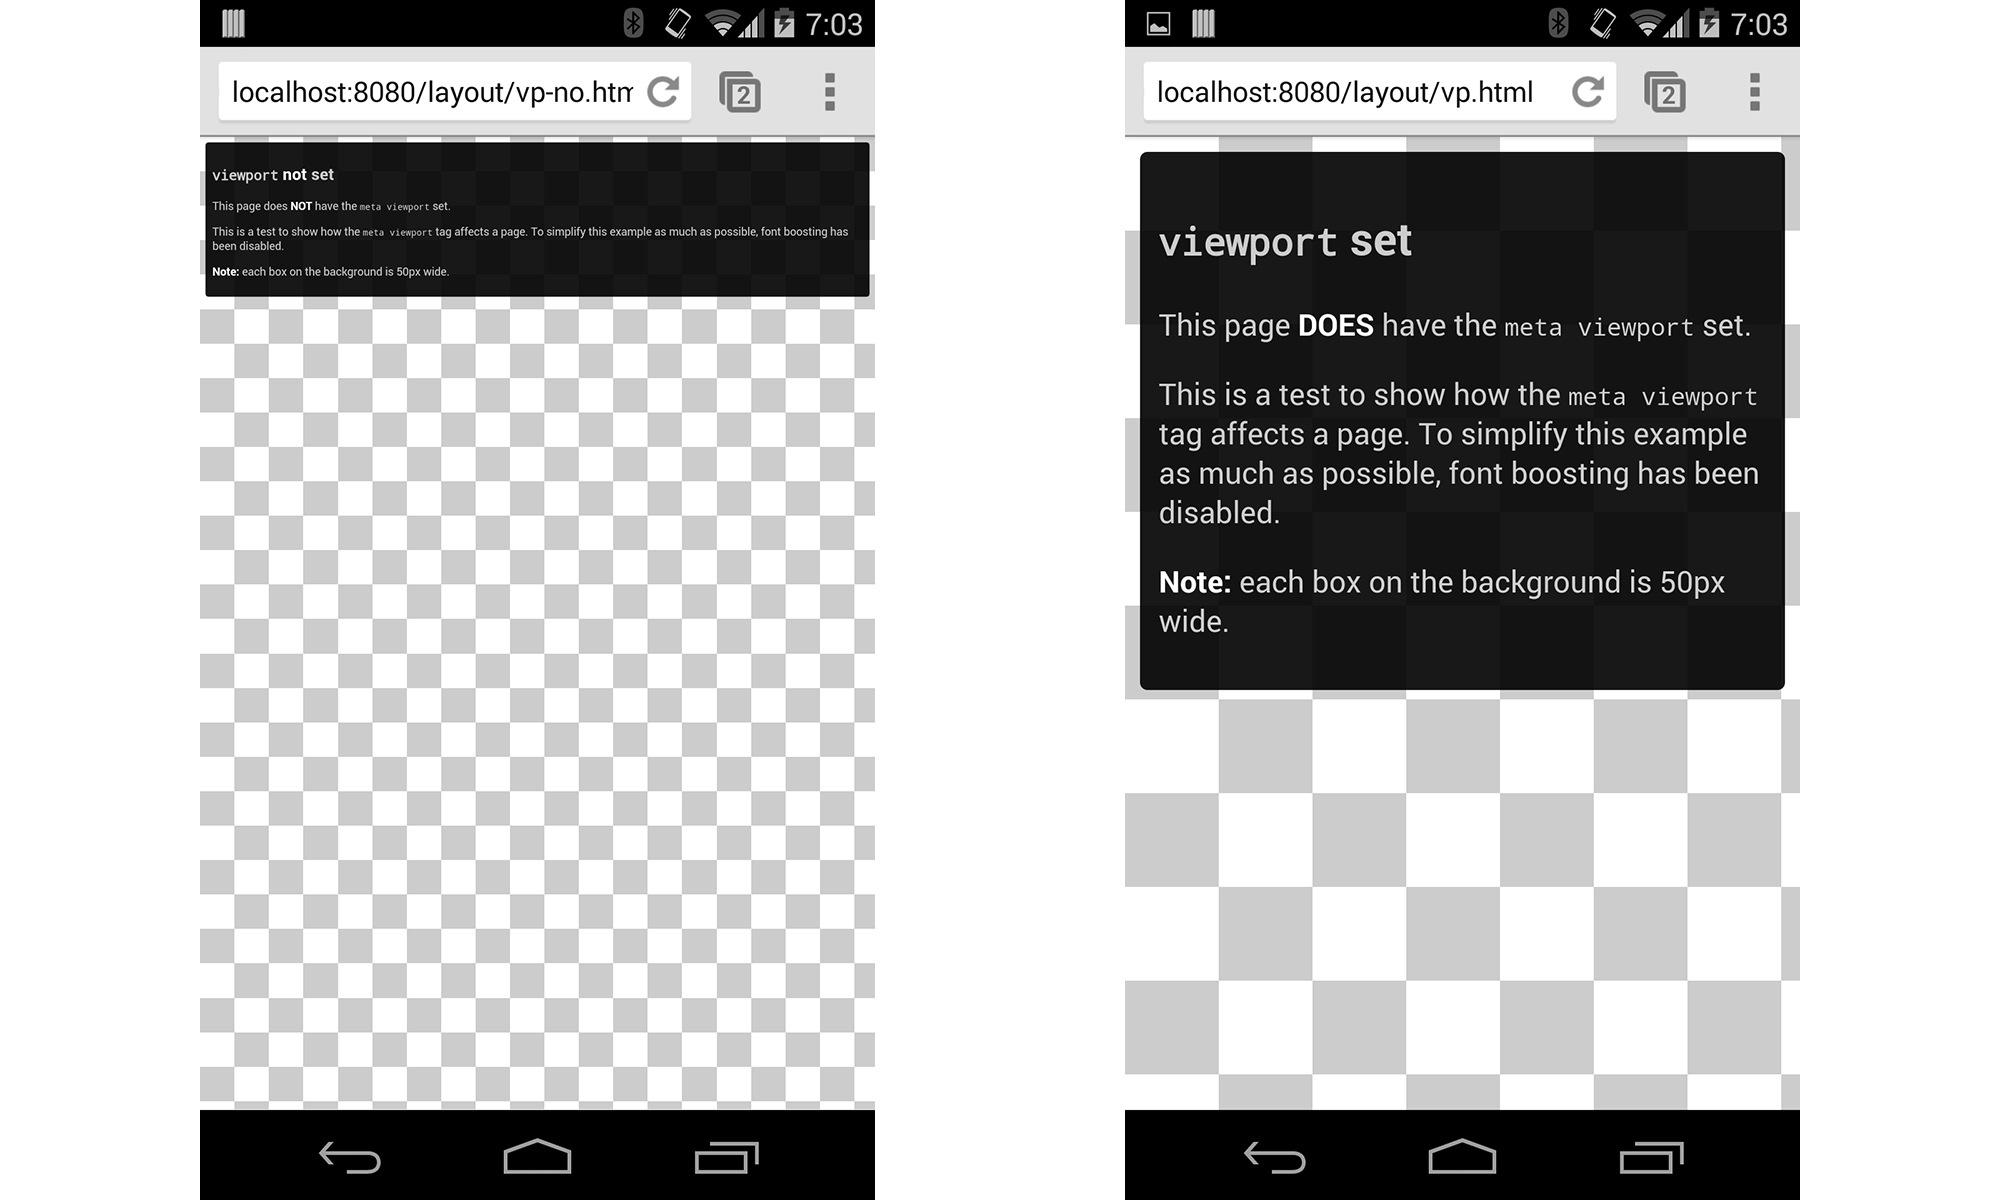 7:03
localhost:8080/layout/vp-no.htm
2
viewport not set
This page does NOT have the meta viewport set.
This is a test to show how the meta viewport tag affects a page. To simplify this example as much as possible, font boosting has
been disabled.
Note: each box on the background is 50px wide.
7:03
localhost:8080/layout/vp.html
2
viewport set
This page DOES have the meta viewport set.
This is a test to show how the meta viewport
tag affects a page. To simplify this example
as much as possible, font boosting has been
disabled.
Note: each box on the background is 50px
wide.